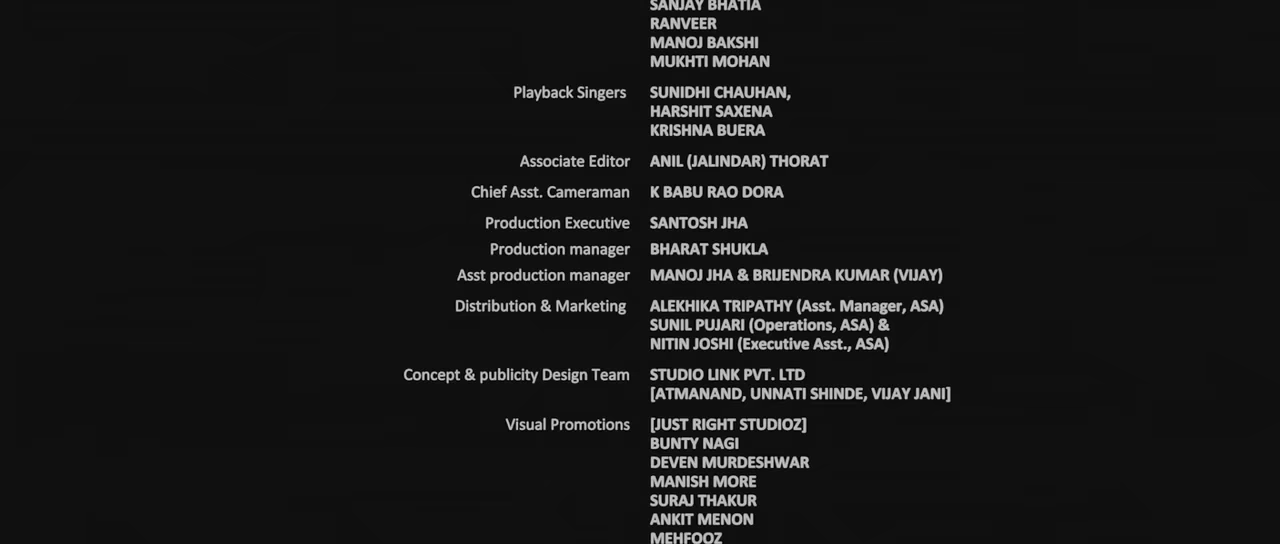 SANJAY BHATIA
RANVEER
MANOJ BAKSHI
MUKHTI MOHAN
Playback Singers SUNIDHI CHAUHAN,
HARSHIT SAXENA
KRISHNA BUERA
Associate Editor ANIL (JALINDAR) THORAT
Chief Asst. Cameraman K BABU RAO DORA
Production Executive SANTOSH JHA
Production manager BHARAT SHUKLA
Asst production manager MANOJ JHA & BRIJENDRA KUMAR (VIJAY)
Distribution & Marketing ALEKHIKA TRIPATHY (Asst. Manager, ASA)
SUNIL PUJARI (Operations, ASA) &
NITIN JOSHI (Executive Asst., ASA)
Concept & publicity Design Team STUDIO LINK PVT. LTD
[ATMANAND, UNNATI SHINDE, VIJAY JANI]
Visual Promotions [JUST RIGHT STUDIOZ]
BUNTY NAGI
DEVEN MURDESHWAR
MANISH MORE
SURAJ THAKUR
ANKIT MENON
MEHFOOZ